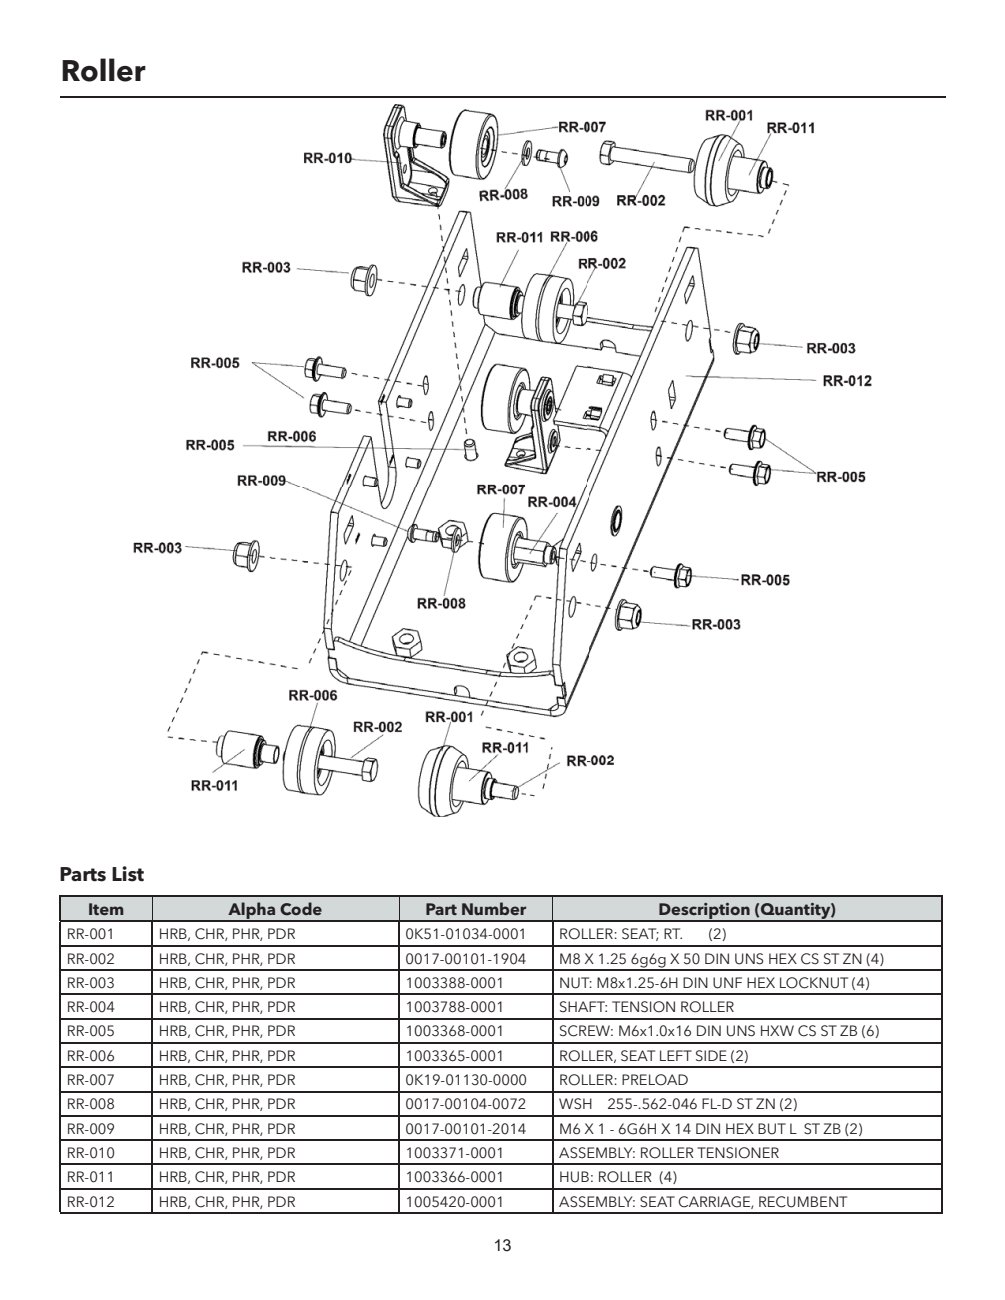 Roller
RR-001
RR-007
RR-011
RR-010
RR-008
RR-009
RR-002
RR-011 RR-006
RR-003
RR-002
RR-003
RR-005
RR-012
RR-006
RR-005
RR-009
RR-005
RR-007
RR-004
RR-003
RR-005
RR-008
RR-003
RR-006
RR-002
RR-001
RR-011
RR-002
RR-011
Parts List
Item Alpha Code Part Number Description (Quantity)
RR-001 HRB, CHR, PHR, PDR 0K51-01034-0001 ROLLER: SEAT; RT. (2)
RR-002 HRB, CHR, PHR, PDR 0017-00101-1904 M8 X 1.25 6g6g X 50 DIN UNS HEX CS ST ZN (4)
RR-003 HRB, CHR, PHR, PDR 1003388-0001 NUT: M8x1.25-6H DIN UNF HEX LOCKNUT (4)
RR-004 HRB, CHR, PHR, PDR 1003788-0001 SHAFT: TENSION ROLLER
RR-005 HRB, CHR, PHR, PDR 1003368-0001 SCREW: M6x1.0x16 DIN UNS HXW CS ST ZB (6)
RR-006 HRB, CHR, PHR, PDR 1003365-0001 ROLLER, SEAT LEFT SIDE (2)
RR-007 HRB, CHR, PHR, PDR 0K19-01130-0000 ROLLER: PRELOAD
RR-008 HRB, CHR, PHR, PDR 0017-00104-0072 WSH 255-.562-046 FL-D ST ZN (2)
RR-009 HRB, CHR, PHR, PDR 0017-00101-2014 M6 X 1 - 6G6H X 14 DIN HEX BUT L ST ZB (2)
RR-010 HRB, CHR, PHR, PDR 1003371-0001 ASSEMBLY: ROLLER TENSIONER
RR-011 HRB, CHR, PHR, PDR 1003366-0001 HUB: ROLLER (4)
RR-012 HRB, CHR, PHR, PDR 1005420-0001 ASSEMBLY: SEAT CARRIAGE, RECUMBENT
13